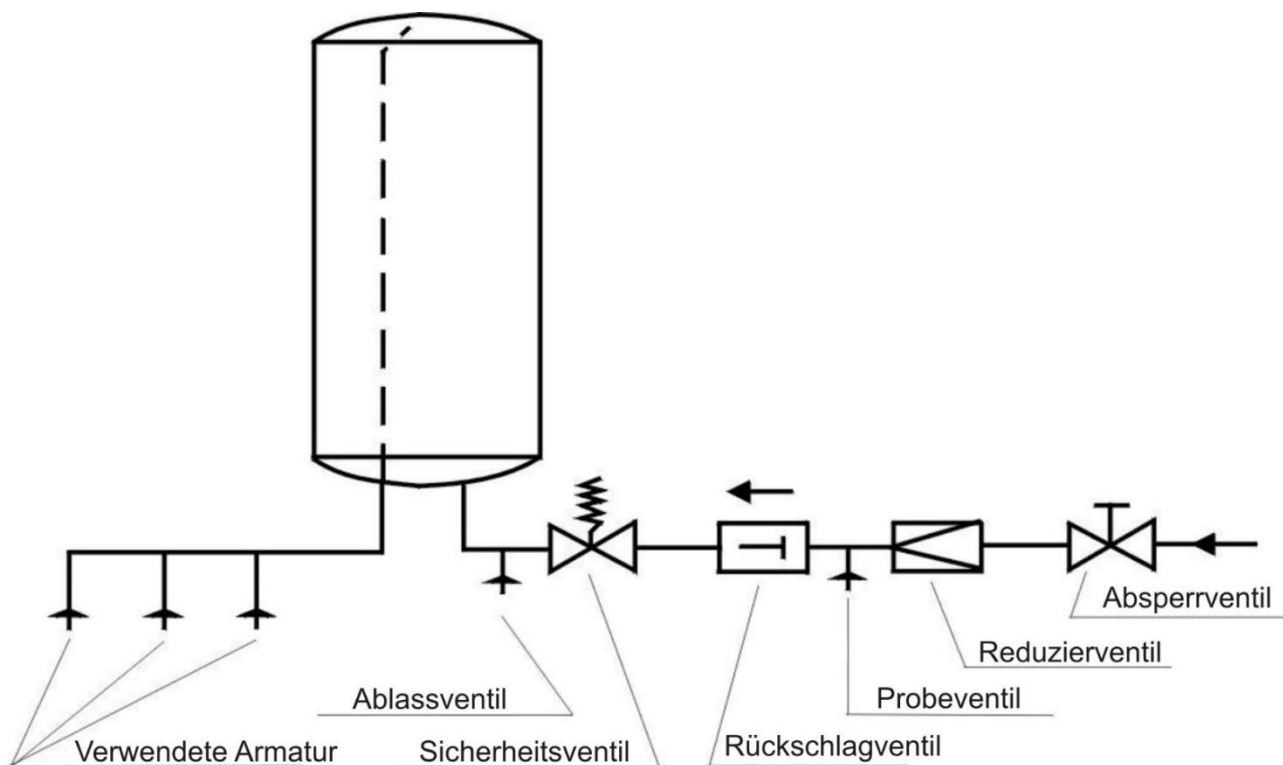 Absperrventil
Reduzierventil
Ablassventil
Probeventil
Verwendete Armatur
Sicherheitsventil
Rückschlagventil